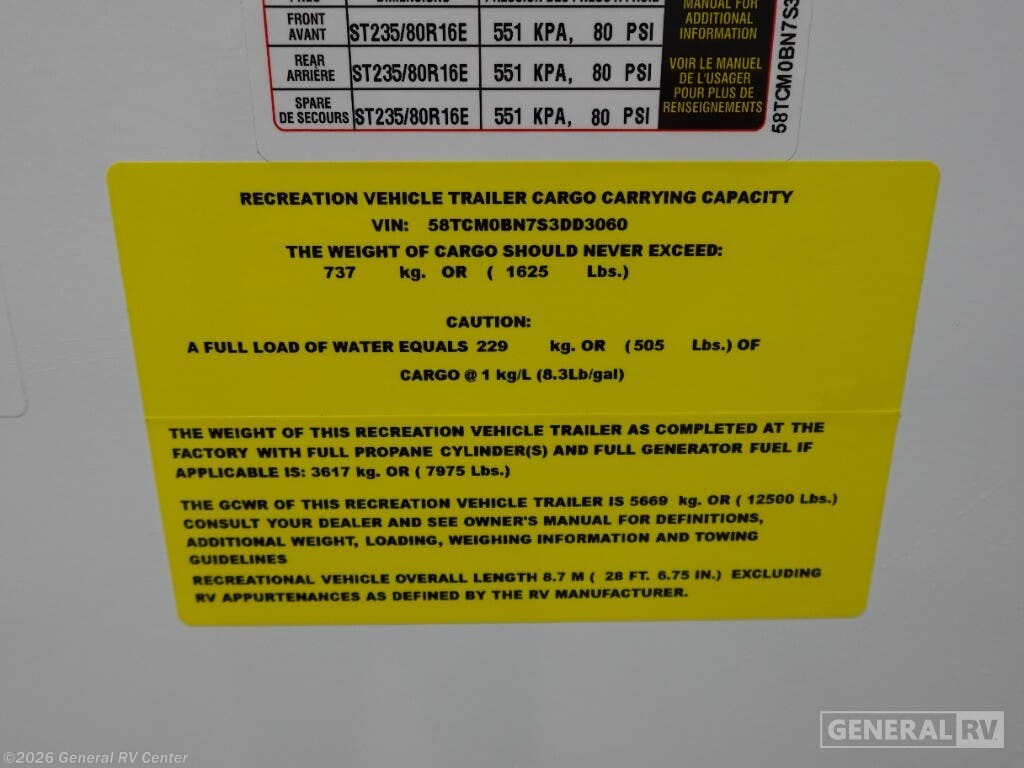 MANUAL FOR
ADDITIONAL
INFORMATION
FRONT
AVANT
ST235/80R16E
551 KPA, 80 PSI
REAR
ARRIÈRE
ST235/80R16E
551 KPA, 80 PSI
SPARE
DE SECOURS
ST235/80R16E
551 KPA, 80 PSI
VOIR LE MANUEL
DE L'USAGER
POUR PLUS DE
RENSEIGNEMENTS
58TCM0BN7S3
RECREATION VEHICLE TRAILER CARGO CARRYING CAPACITY
VIN: 58TCM0BN7S3DD3060
THE WEIGHT OF CARGO SHOULD NEVER EXCEED:
737 kg. OR ( 1625 Lbs.)
CAUTION:
A FULL LOAD OF WATER EQUALS 229 kg. OR (505 Lbs.) OF
CARGO @ 1 kg/L (8.3Lb/gal)
THE WEIGHT OF THIS RECREATION VEHICLE TRAILER AS COMPLETED AT THE
FACTORY WITH FULL PROPANE CYLINDER(S) AND FULL GENERATOR FUEL IF
APPLICABLE IS: 3617 kg. OR ( 7975 Lbs.)
THE GCWR OF THIS RECREATION VEHICLE TRAILER IS 5669 kg. OR ( 12500 Lbs.)
CONSULT YOUR DEALER AND SEE OWNER'S MANUAL FOR DEFINITIONS,
ADDITIONAL WEIGHT, LOADING, WEIGHING INFORMATION AND TOWING
GUIDELINES
RECREATIONAL VEHICLE OVERALL LENGTH 8.7 M ( 28 FT. 6.75 IN.) EXCLUDING
RV APPURTENANCES AS DEFINED BY THE RV MANUFACTURER.
GENERAL RV
©2026 General RV Center